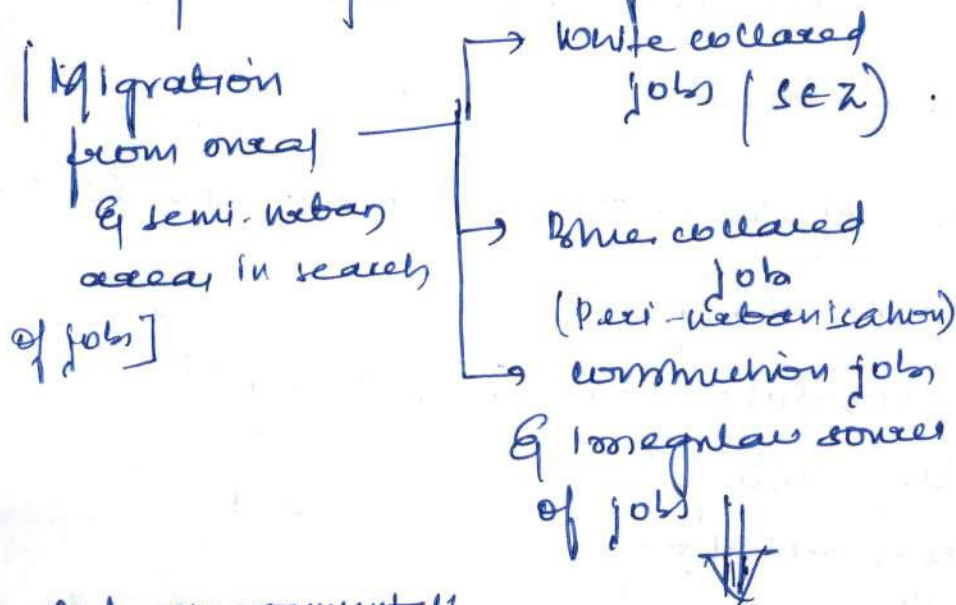 [Migration
from rural
& semi-urban
areas in search
of jobs]
White collared
jobs (SEZ).
Blue collared
job
(Peri-urbanisation)
construction jobs
& Irregular sources
of jobs